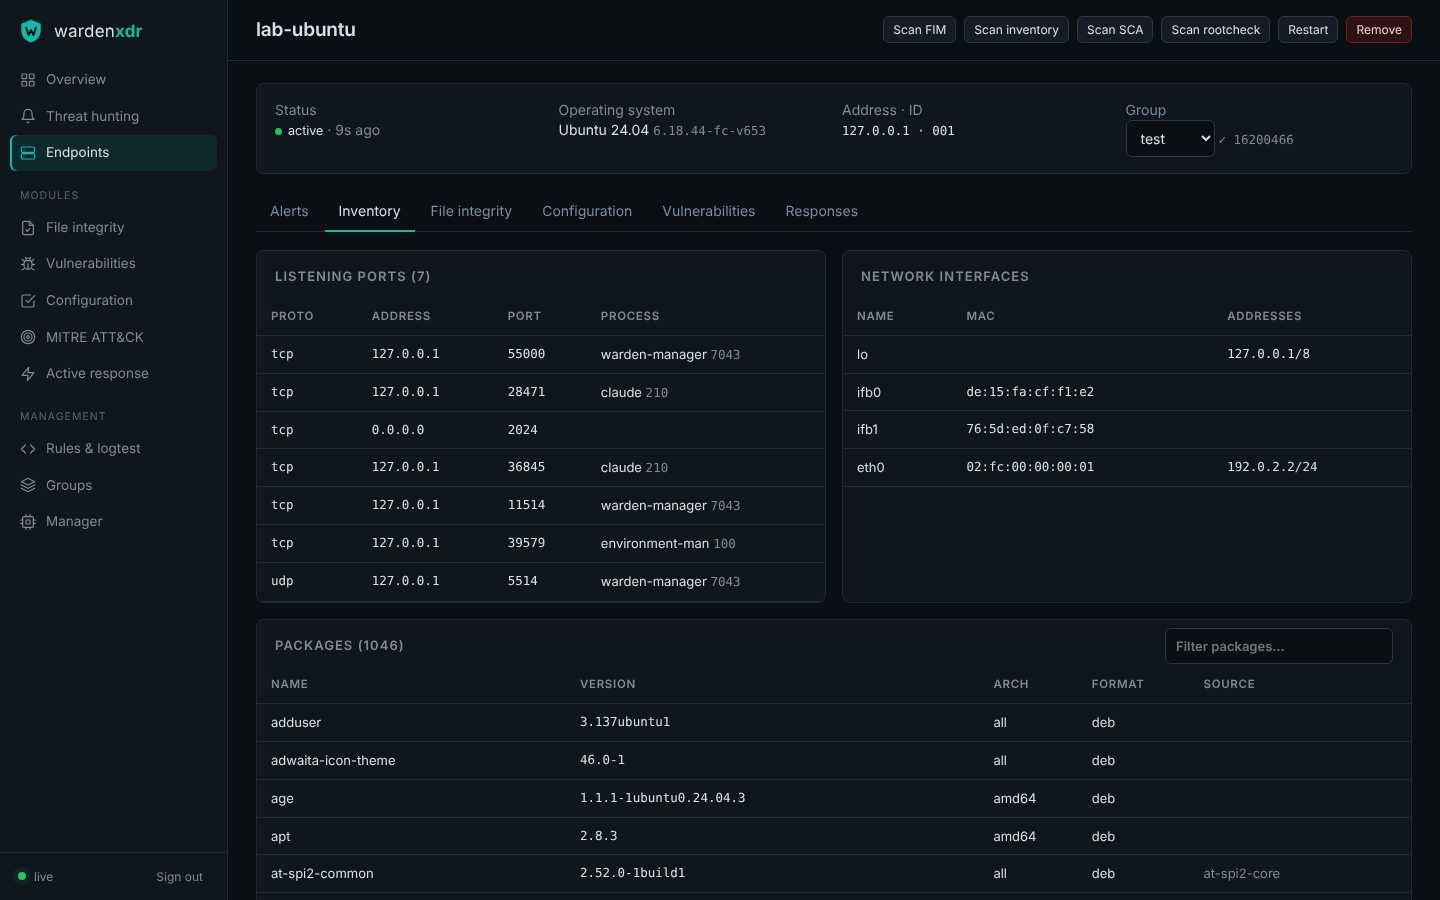 wardenxdr
Overview
Threat hunting
Endpoints
MODULES
File integrity
Vulnerabilities
Configuration
MITRE ATT&CK
Active response
MANAGEMENT
Rules & logtest
Groups
Manager
live Sign out
lab-ubuntu
Scan FIM Scan inventory Scan SCA Scan rootcheck Restart Remove
Status Operating system Address · ID Group
active · 9s ago Ubuntu 24.04 6.18.44-fc-v653 127.0.0.1 · 001 test ✓ 16200466
Alerts Inventory File integrity Configuration Vulnerabilities Responses
LISTENING PORTS (7)
PROTO ADDRESS PORT PROCESS
tcp 127.0.0.1 55000 warden-manager 7043
tcp 127.0.0.1 28471 claude 210
tcp 0.0.0.0 2024
tcp 127.0.0.1 36845 claude 210
tcp 127.0.0.1 11514 warden-manager 7043
tcp 127.0.0.1 39579 environment-man 100
udp 127.0.0.1 5514 warden-manager 7043
NETWORK INTERFACES
NAME MAC ADDRESSES
lo 127.0.0.1/8
ifb0 de:15:fa:cf:f1:e2
ifb1 76:5d:ed:0f:c7:58
eth0 02:fc:00:00:00:01 192.0.2.2/24
PACKAGES (1046) Filter packages...
NAME VERSION ARCH FORMAT SOURCE
adduser 3.137ubuntu1 all deb
adwaita-icon-theme 46.0-1 all deb
age 1.1.1-1ubuntu0.24.04.3 amd64 deb
apt 2.8.3 amd64 deb
at-spi2-common 2.52.0-1build1 all deb at-spi2-core